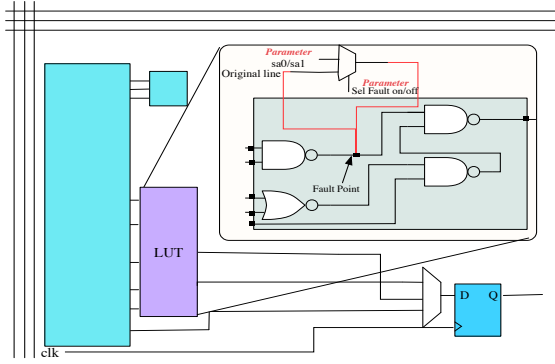 Parameter
sa0/sa1
Original line
Parameter
Sel Fault on/off
Fault Point
LUT
D Q
clk